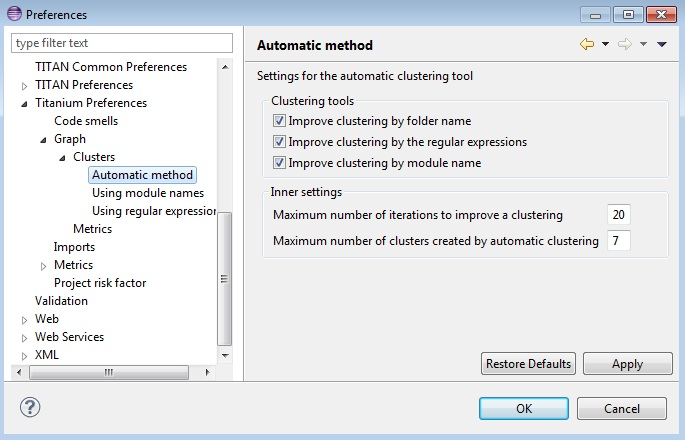 Preferences
type filter text
TITAN Common Preferences
TITAN Preferences
Titanium Preferences
Code smells
Graph
Clusters
Automatic method
Using module names
Using regular expression
Metrics
Imports
Metrics
Project risk factor
Validation
Web
Web Services
XML
Automatic method
Settings for the automatic clustering tool
Clustering tools
Improve clustering by folder name
Improve clustering by the regular expressions
Improve clustering by module name
Inner settings
Maximum number of iterations to improve a clustering 20
Maximum number of clusters created by automatic clustering 7
Restore Defaults Apply
? OK Cancel